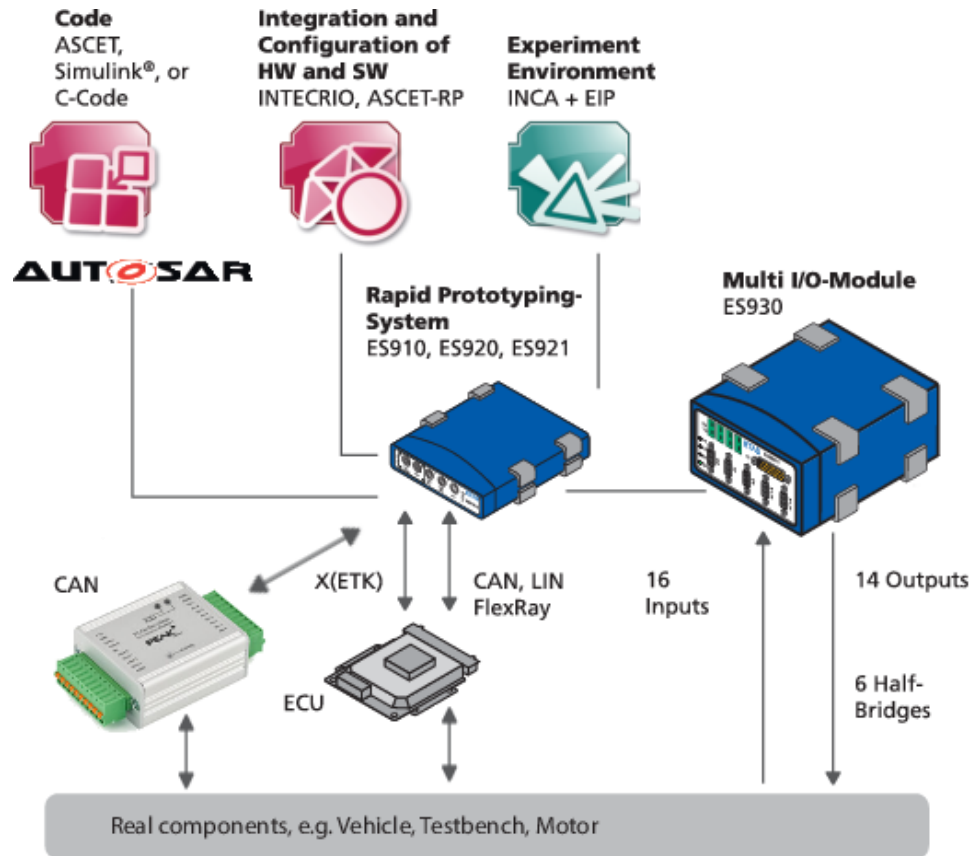 Code
ASCET,
Simulink®, or
C-Code
Integration and
Configuration of
HW and SW
INTECRIO, ASCET-RP
Experiment
Environment
INCA + EIP
AUTOSAR
Rapid Prototyping-
System
ES910, ES920, ES921
Multi I/O-Module
ES930
CAN
X(ETK)
CAN, LIN
FlexRay
16
Inputs
14 Outputs
6 Half-
Bridges
PEAK
ECU
Real components, e.g. Vehicle, Testbench, Motor